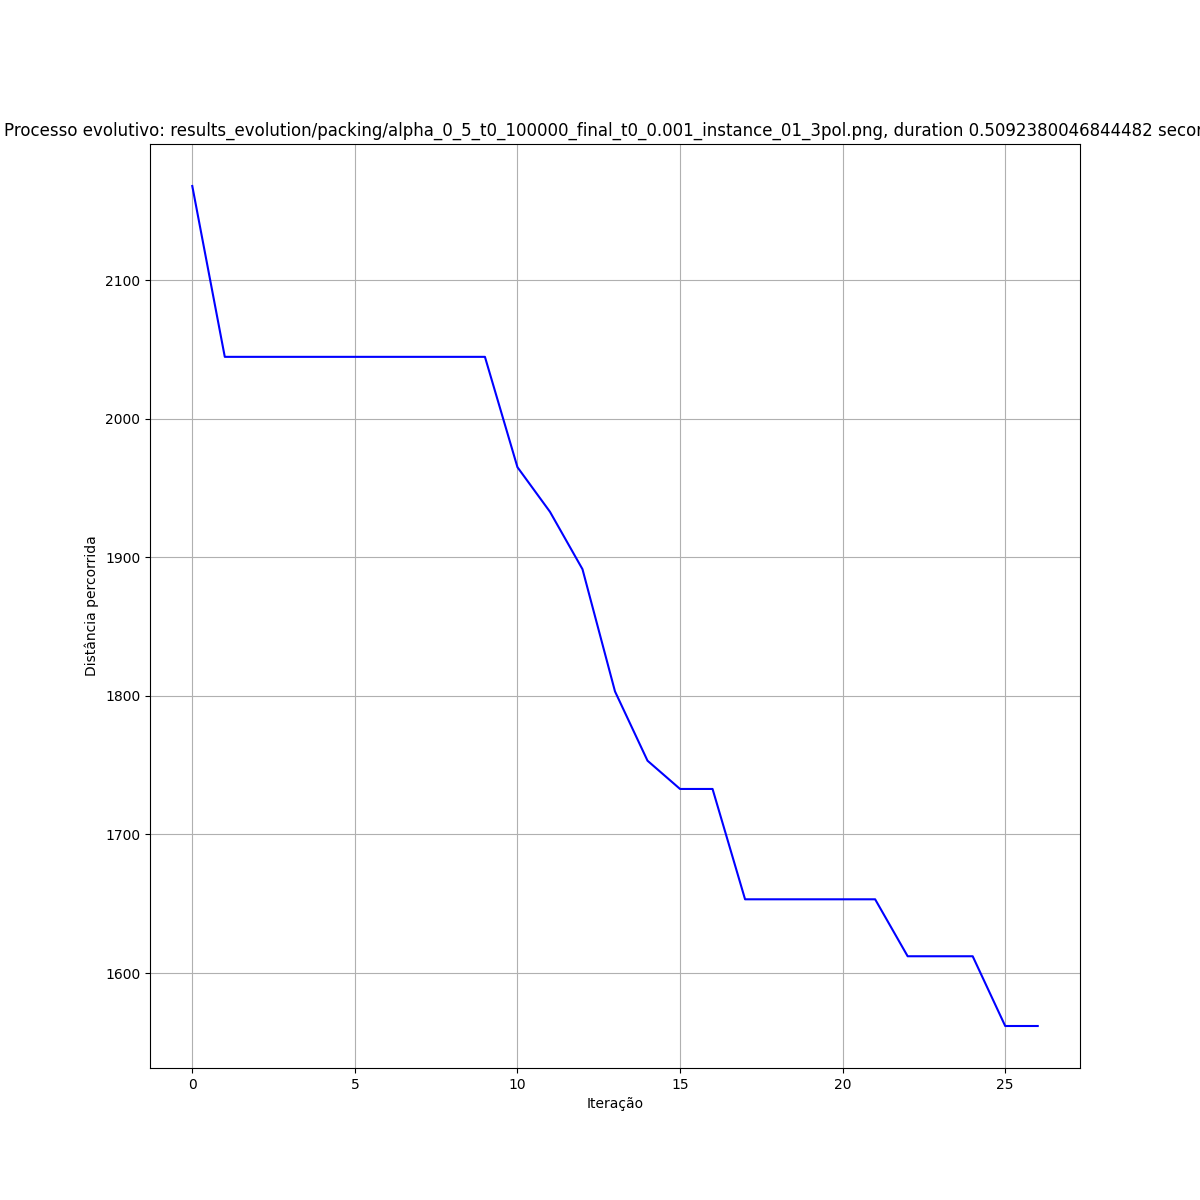 Processo evolutivo: results_evolution/packing/alpha_0_5_t0_100000_final_t0_0.001_instance_01_3pol.png, duration 0.5092380046844482 secon
2100
2000
1900
1800
1700
1600
Distância percorrida
0 5 10 15 20 25
Iteração